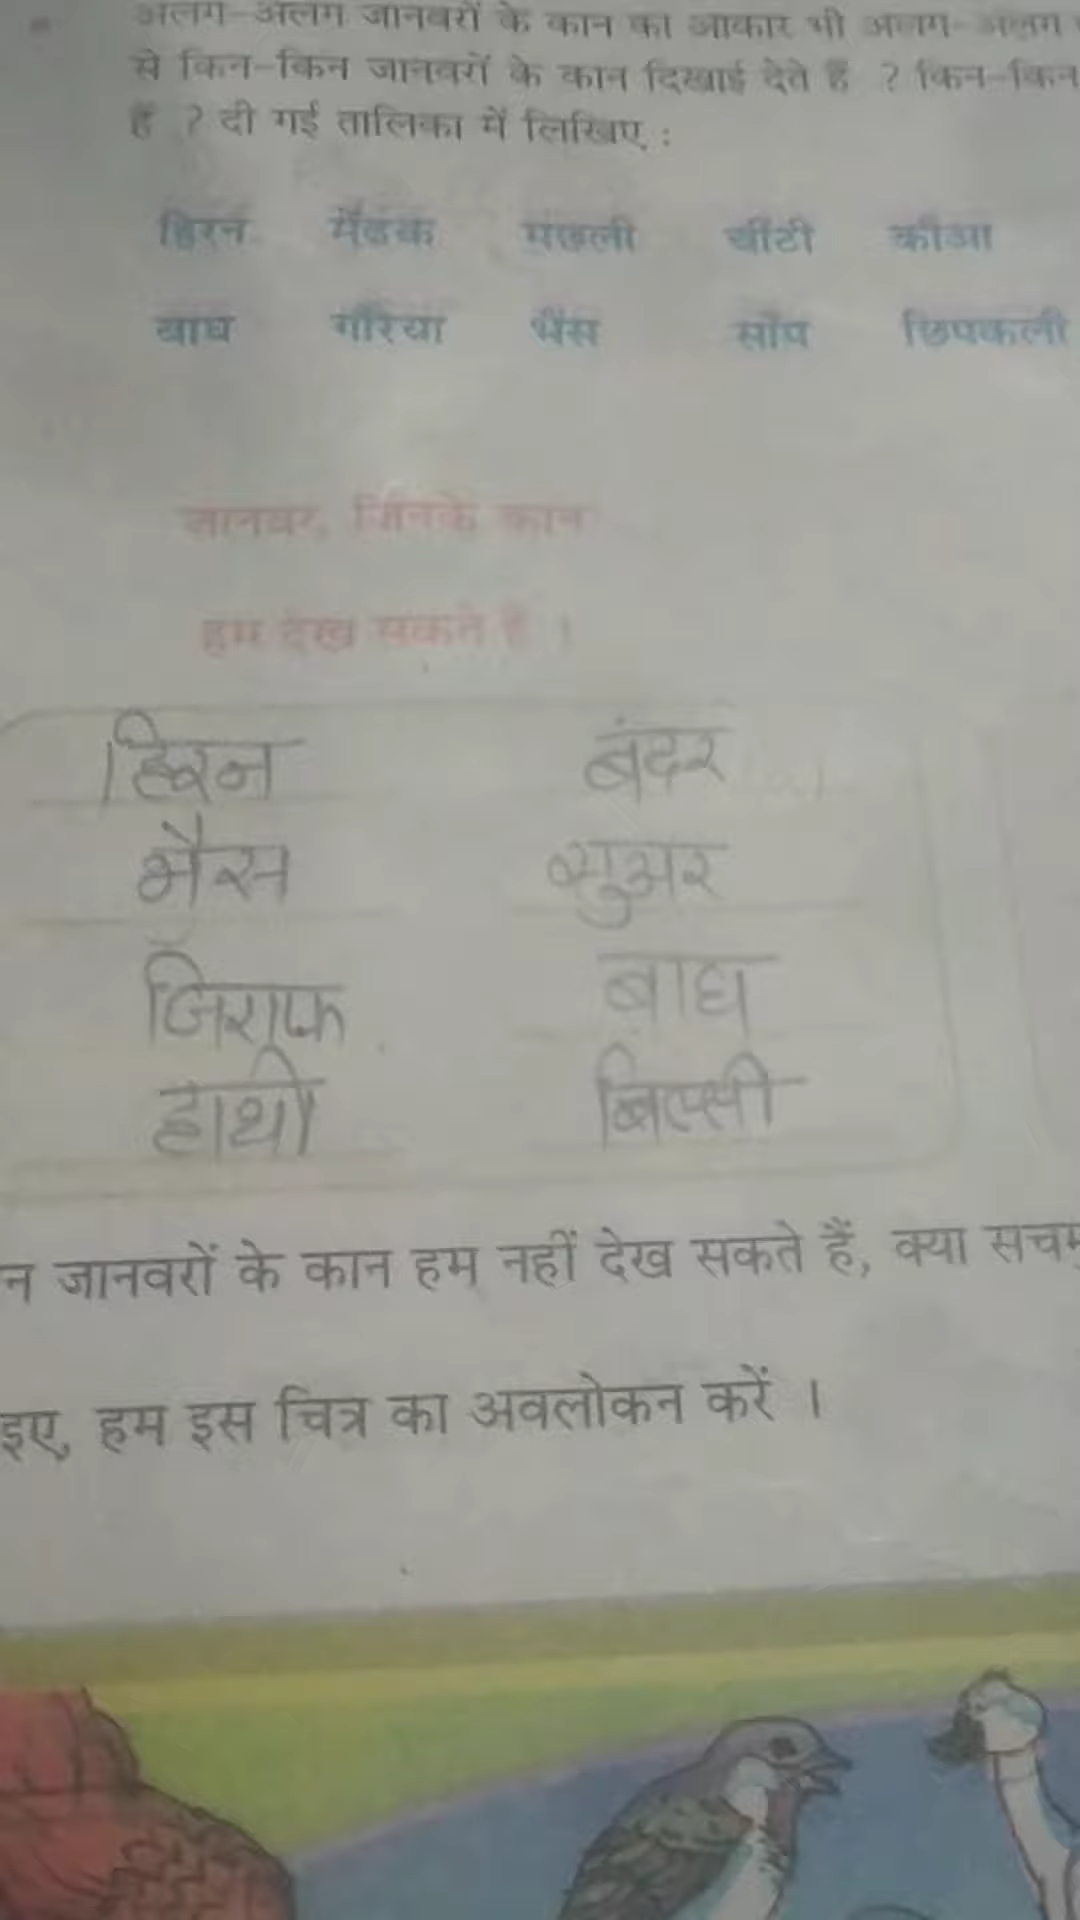 अलग-अलग जानवरों के कान का आकार भी अलग-अलग
से किन-किन जानवरों के कान दिखाई देते हैं ? किन-किन
हैं ? दी गई तालिका में लिखिए :
हिरन मेंढक मछली चींटी कौआ
बाघ गौरैया भैंस साँप छिपकली
जानवर, जिनके कान
हम देख सकते हैं ।
हिरन बंदर
भैस सुअर
जिराफ बाघ
हाथी बिल्ली
न जानवरों के कान हम नहीं देख सकते हैं, क्या सचमु
इए, हम इस चित्र का अवलोकन करें ।